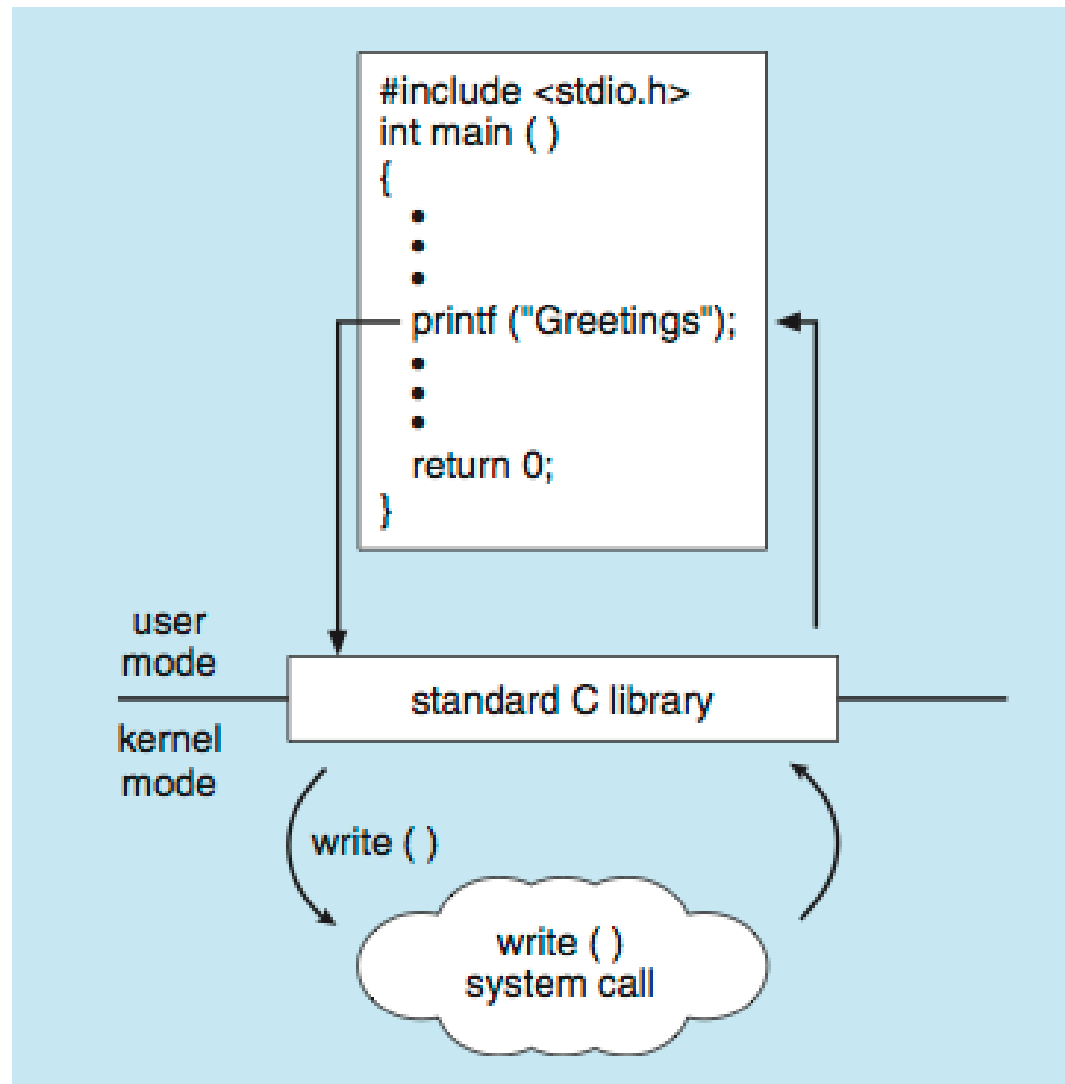 #include <stdio.h>
int main ( )
{
•
•
•
printf ("Greetings");
•
•
•
return 0;
}
user
mode
standard C library
kernel
mode
write ( )
write ( )
system call